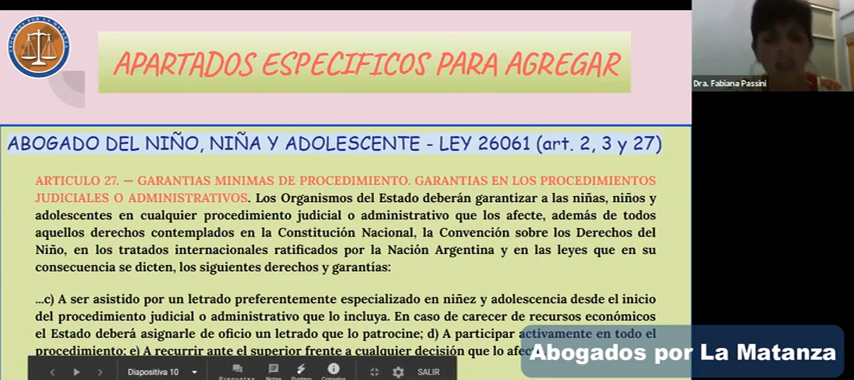 APARTADOS ESPECIFICOS PARA AGREGAR
Dra. Fabiana Passini
ABOGADO DEL NIÑO, NIÑA Y ADOLESCENTE - LEY 26061 (art. 2, 3 y 27)
ARTICULO 27. — GARANTIAS MINIMAS DE PROCEDIMIENTO. GARANTIAS EN LOS PROCEDIMIENTOS
JUDICIALES O ADMINISTRATIVOS. Los Organismos del Estado deberán garantizar a las niñas, niños y
adolescentes en cualquier procedimiento judicial o administrativo que los afecte, además de todos
aquellos derechos contemplados en la Constitución Nacional, la Convención sobre los Derechos del
Niño, en los tratados internacionales ratificados por la Nación Argentina y en las leyes que en su
consecuencia se dicten, los siguientes derechos y garantías:
...c) A ser asistido por un letrado preferentemente especializado en niñez y adolescencia desde el inicio
del procedimiento judicial o administrativo que lo incluya. En caso de carecer de recursos económicos
el Estado deberá asignarle de oficio un letrado que lo patrocine; d) A participar activamente en todo el
procedimiento; e) A recurrir ante el superior frente a cualquier decisión que lo
Abogados por La Matanza
Diapositiva 10
SALIR